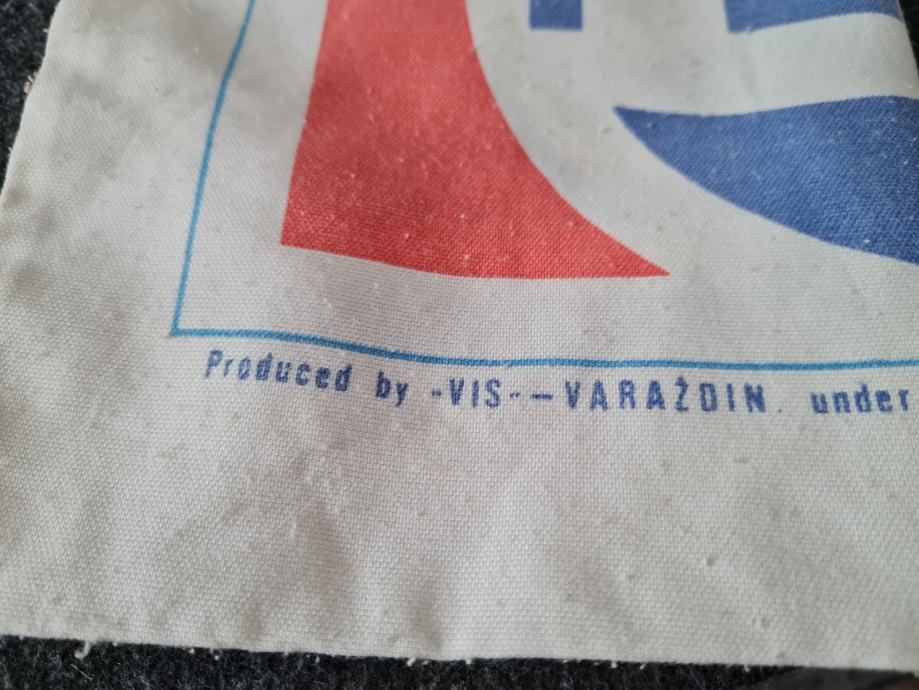 Produced by -VIS- – VARAŽDIN. under